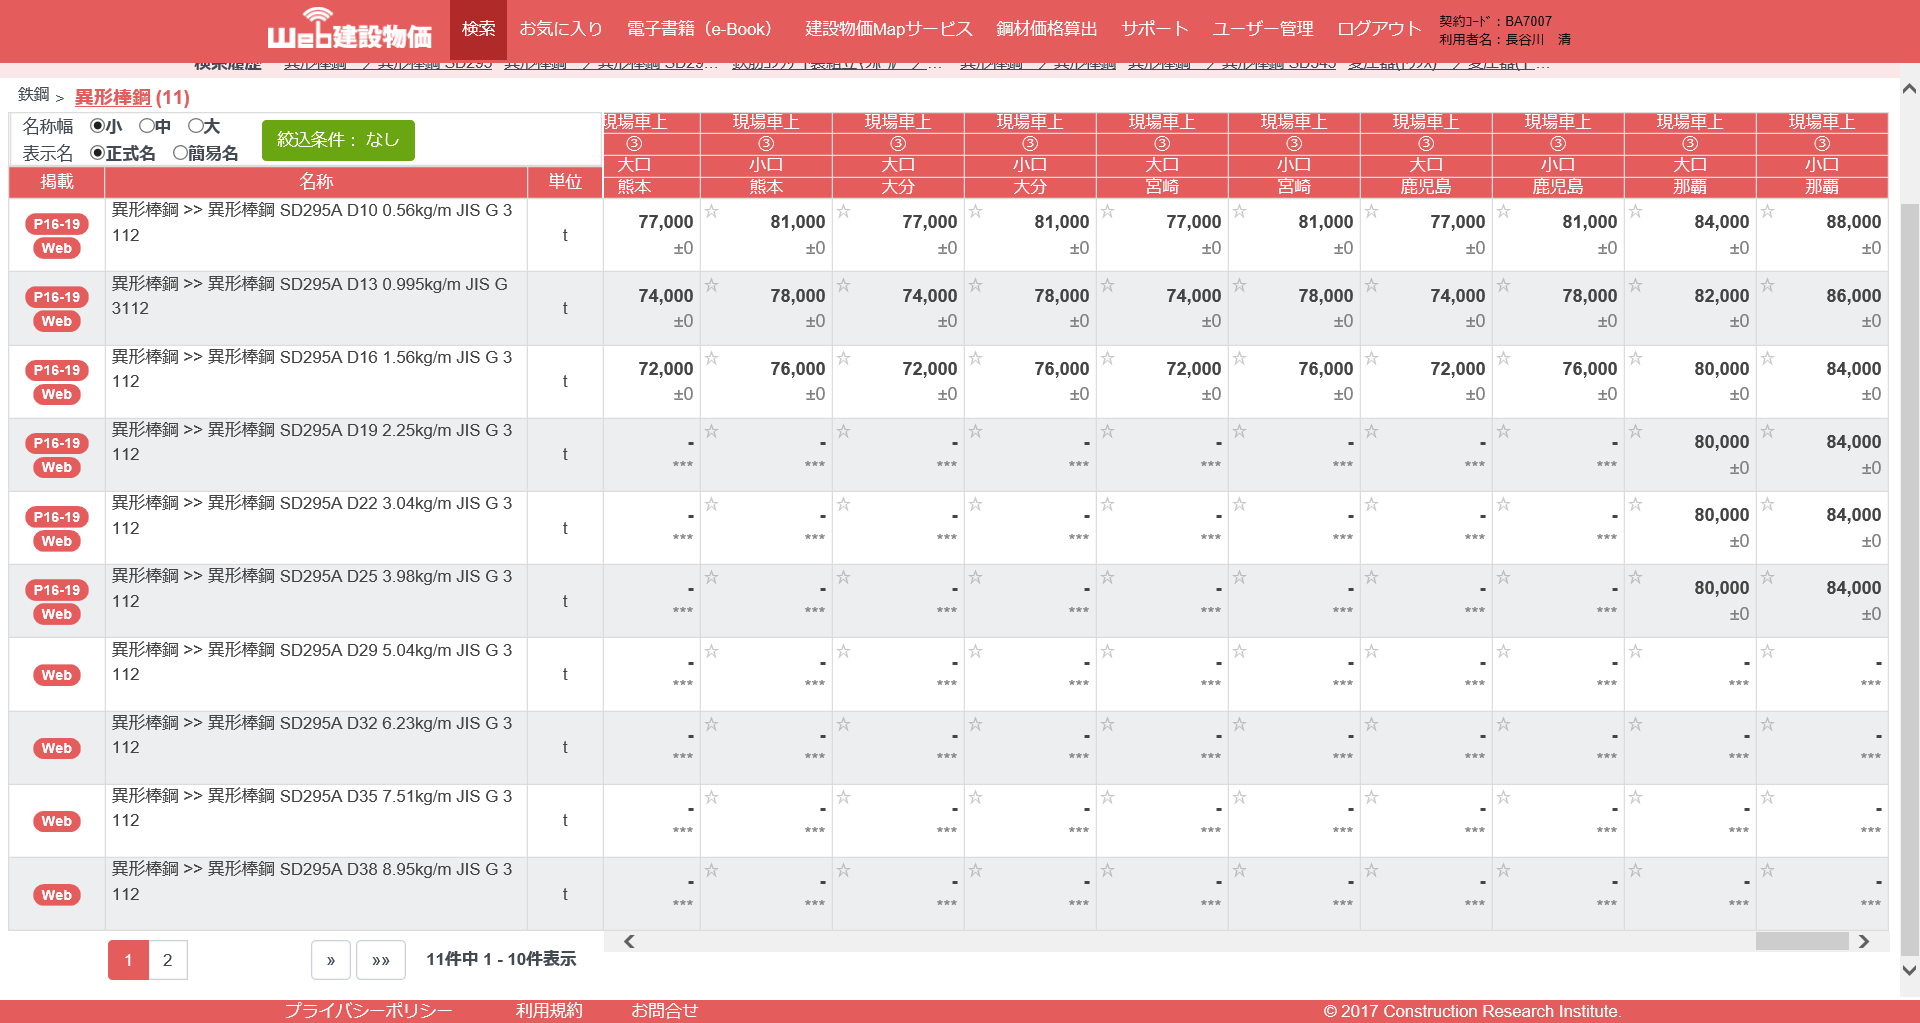 Web建設物価 検索 お気に入り 電子書籍（e-Book） 建設物価Mapサービス 鋼材価格算出 サポート ユーザー管理 ログアウト 契約ｺｰﾄﾞ：BA7007
利用者名：長谷川　清
鉄鋼 > 異形棒鋼 (11)
名称幅 小 中 大
表示名 正式名 簡易名
絞込条件： なし
現場車上 現場車上 現場車上 現場車上 現場車上 現場車上 現場車上 現場車上 現場車上 現場車上
③ ③ ③ ③ ③ ③ ③ ③ ③ ③
大口 小口 大口 小口 大口 小口 大口 小口 大口 小口
掲載 名称 単位 熊本 熊本 大分 大分 宮崎 宮崎 鹿児島 鹿児島 那覇 那覇
P16-19 Web 異形棒鋼 >> 異形棒鋼 SD295A D10 0.56kg/m JIS G 3
112 t 77,000 81,000 77,000 81,000 77,000 81,000 77,000 81,000 84,000 88,000
±0 ±0 ±0 ±0 ±0 ±0 ±0 ±0 ±0 ±0
P16-19 Web 異形棒鋼 >> 異形棒鋼 SD295A D13 0.995kg/m JIS G
3112 t 74,000 78,000 74,000 78,000 74,000 78,000 74,000 78,000 82,000 86,000
±0 ±0 ±0 ±0 ±0 ±0 ±0 ±0 ±0 ±0
P16-19 Web 異形棒鋼 >> 異形棒鋼 SD295A D16 1.56kg/m JIS G 3
112 t 72,000 76,000 72,000 76,000 72,000 76,000 72,000 76,000 80,000 84,000
±0 ±0 ±0 ±0 ±0 ±0 ±0 ±0 ±0 ±0
P16-19 Web 異形棒鋼 >> 異形棒鋼 SD295A D19 2.25kg/m JIS G 3
112 t - - - - - - - - 80,000 84,000
*** *** *** *** *** *** *** *** ±0 ±0
P16-19 Web 異形棒鋼 >> 異形棒鋼 SD295A D22 3.04kg/m JIS G 3
112 t - - - - - - - - 80,000 84,000
*** *** *** *** *** *** *** *** ±0 ±0
P16-19 Web 異形棒鋼 >> 異形棒鋼 SD295A D25 3.98kg/m JIS G 3
112 t - - - - - - - - 80,000 84,000
*** *** *** *** *** *** *** *** ±0 ±0
Web 異形棒鋼 >> 異形棒鋼 SD295A D29 5.04kg/m JIS G 3
112 t - - - - - - - - - -
*** *** *** *** *** *** *** *** *** ***
Web 異形棒鋼 >> 異形棒鋼 SD295A D32 6.23kg/m JIS G 3
112 t - - - - - - - - - -
*** *** *** *** *** *** *** *** *** ***
Web 異形棒鋼 >> 異形棒鋼 SD295A D35 7.51kg/m JIS G 3
112 t - - - - - - - - - -
*** *** *** *** *** *** *** *** *** ***
Web 異形棒鋼 >> 異形棒鋼 SD295A D38 8.95kg/m JIS G 3
112 t - - - - - - - - - -
*** *** *** *** *** *** *** *** *** ***
1 2 » »» 11件中 1 - 10件表示
プライバシーポリシー 利用規約 お問合せ © 2017 Construction Research Institute.